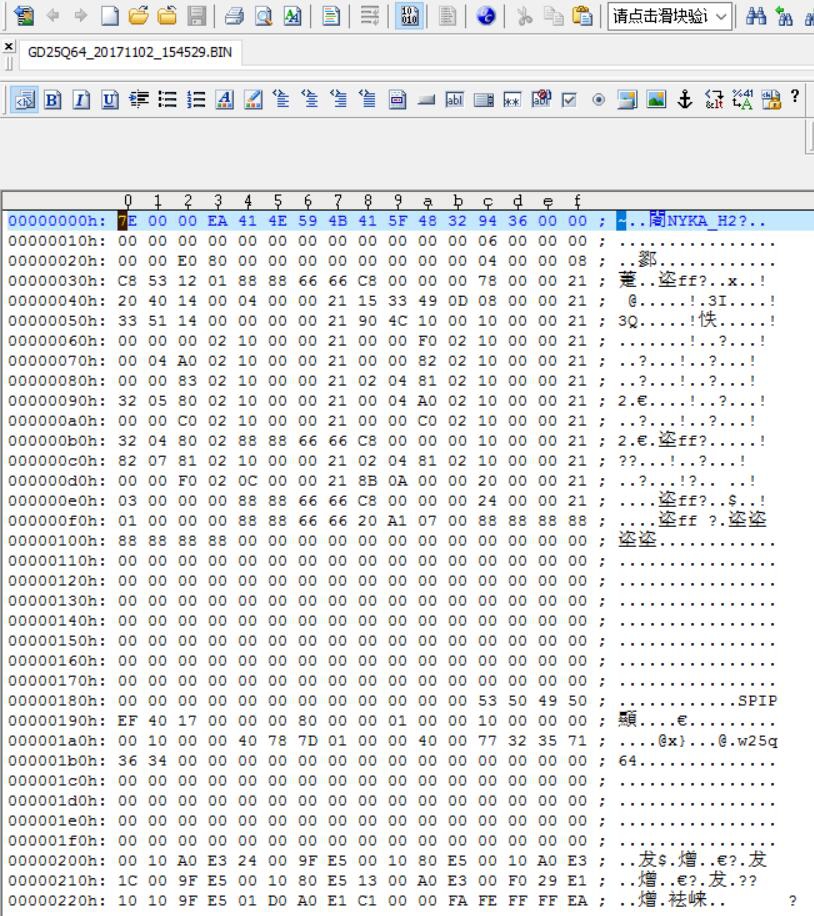 请点击滑块验
GD25Q64_20171102_154529.BIN
0 1 2 3 4 5 6 7 8 9 a b c d e f
00000000h: 7E 00 00 EA 41 4E 59 4B 41 5F 48 32 94 36 00 00 ; ~..阛NYKA_H2?..
00000010h: 00 00 00 00 00 00 00 00 00 00 00 00 06 00 00 00 ; ................
00000020h: 00 00 E0 80 00 00 00 00 00 00 00 00 04 00 00 08 ; ..鄝............
00000030h: C8 53 12 01 88 88 66 66 C8 00 00 00 78 00 00 21 ; 萐..盗ff?..x..!
00000040h: 20 40 14 00 04 00 00 21 15 33 49 0D 08 00 00 21 ; @.....!.3I....!
00000050h: 33 51 14 00 00 00 00 21 90 4C 10 00 10 00 00 21 ; 3Q.....!怢.....!
00000060h: 00 00 00 02 10 00 00 21 00 00 F0 02 10 00 00 21 ; .......!..?...!
00000070h: 00 04 A0 02 10 00 00 21 00 00 82 02 10 00 00 21 ; ..?...!..?...!
00000080h: 00 00 83 02 10 00 00 21 02 04 81 02 10 00 00 21 ; ..?...!..?...!
00000090h: 32 05 80 02 10 00 00 21 00 04 A0 02 10 00 00 21 ; 2.€....!..?...!
000000a0h: 00 00 C0 02 10 00 00 21 00 00 C0 02 10 00 00 21 ; ..?...!..?...!
000000b0h: 32 04 80 02 88 88 66 66 C8 00 00 00 10 00 00 21 ; 2.€.盗ff?.....!
000000c0h: 82 07 81 02 10 00 00 21 02 04 81 02 10 00 00 21 ; ??...!..?...!
000000d0h: 00 00 F0 02 0C 00 00 21 8B 0A 00 00 20 00 00 21 ; ..?...!?.. ..!
000000e0h: 03 00 00 00 88 88 66 66 C8 00 00 00 24 00 00 21 ; ....盗ff?..$..!
000000f0h: 01 00 00 00 88 88 66 66 20 A1 07 00 88 88 88 88 ; ....盗ff ?.盗盗
00000100h: 88 88 88 88 00 00 00 00 00 00 00 00 00 00 00 00 ; 盗盗............
00000110h: 00 00 00 00 00 00 00 00 00 00 00 00 00 00 00 00 ; ................
00000120h: 00 00 00 00 00 00 00 00 00 00 00 00 00 00 00 00 ; ................
00000130h: 00 00 00 00 00 00 00 00 00 00 00 00 00 00 00 00 ; ................
00000140h: 00 00 00 00 00 00 00 00 00 00 00 00 00 00 00 00 ; ................
00000150h: 00 00 00 00 00 00 00 00 00 00 00 00 00 00 00 00 ; ................
00000160h: 00 00 00 00 00 00 00 00 00 00 00 00 00 00 00 00 ; ................
00000170h: 00 00 00 00 00 00 00 00 00 00 00 00 00 00 00 00 ; ................
00000180h: 00 00 00 00 00 00 00 00 00 00 00 00 53 50 49 50 ; ............SPIP
00000190h: EF 40 17 00 00 00 80 00 00 01 00 00 10 00 00 00 ; 顯....€.........
000001a0h: 00 10 00 00 40 78 7D 01 00 00 40 00 77 32 35 71 ; ....@x}...@.w25q
000001b0h: 36 34 00 00 00 00 00 00 00 00 00 00 00 00 00 00 ; 64..............
000001c0h: 00 00 00 00 00 00 00 00 00 00 00 00 00 00 00 00 ; ................
000001d0h: 00 00 00 00 00 00 00 00 00 00 00 00 00 00 00 00 ; ................
000001e0h: 00 00 00 00 00 00 00 00 00 00 00 00 00 00 00 00 ; ................
000001f0h: 00 00 00 00 00 00 00 00 00 00 00 00 00 00 00 00 ; ................
00000200h: 00 10 A0 E3 24 00 9F E5 00 10 80 E5 00 10 A0 E3 ; ..犮$.熷..€?.犮
00000210h: 1C 00 9F E5 00 10 80 E5 13 00 A0 E3 00 F0 29 E1 ; ..熷..€?.犮.??
00000220h: 10 10 9F E5 01 D0 A0 E1 C1 00 00 FA FE FF FF EA ; ..熷.袪崃.. ?